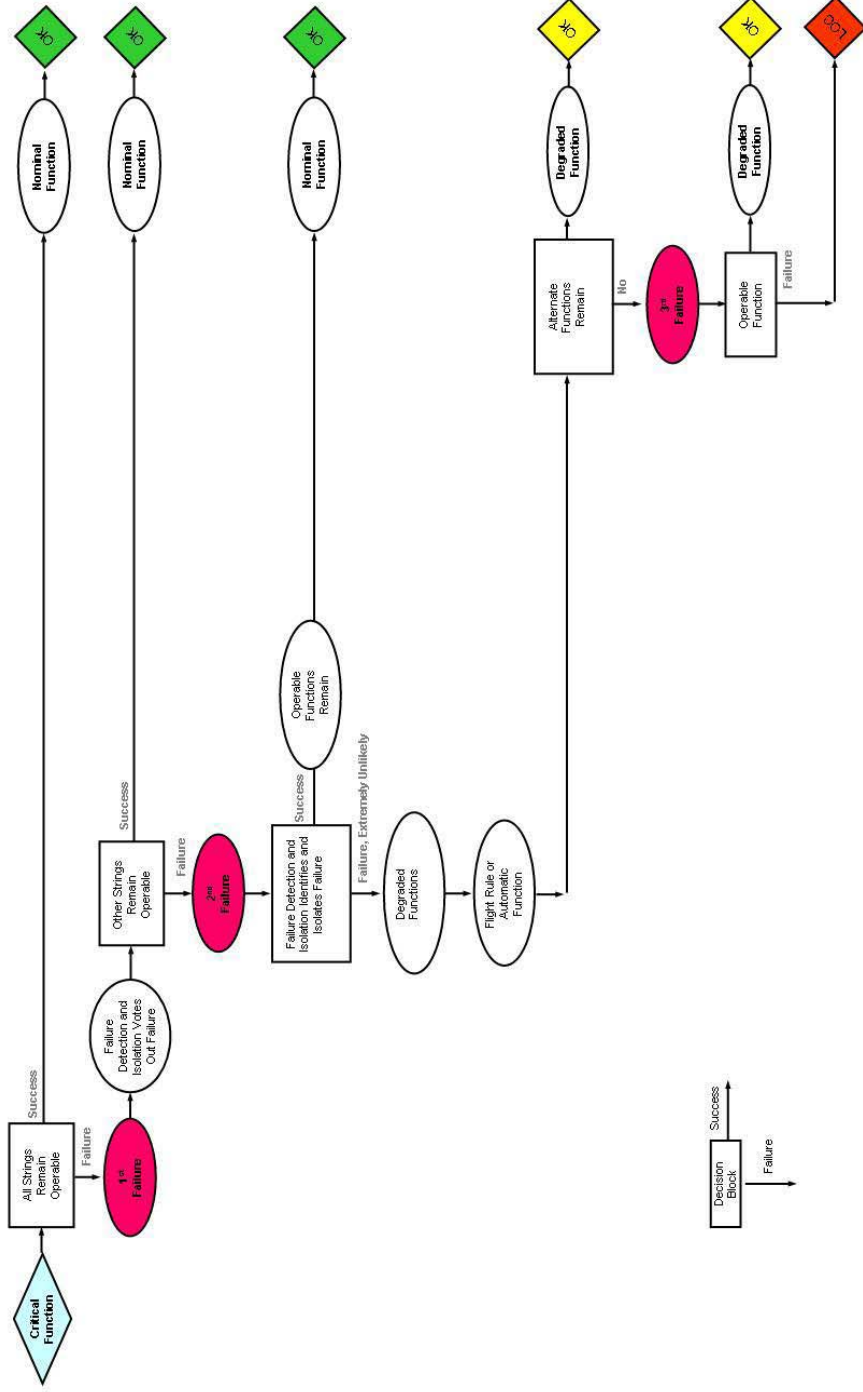 Critical
Function
All Strings
Remain
Operable
Success
Nominal
Function
OK
Failure
1st
Failure
Failure
Detection and
Isolation Votes
Out Failure
Other Strings
Remain
Operable
Success
Nominal
Function
OK
Failure
2nd
Failure
Failure Detection and
Isolation Identifies and
Isolates Failure
Success
Operable
Functions
Remain
Nominal
Function
OK
Failure, Extremely Unlikely
Degraded
Functions
Flight Rule or
Automatic
Function
Alternate
Functions
Remain
Degraded
Function
OK
No
3rd
Failure
Operable
Function
Degraded
Function
OK
Failure
LOC
Decision
Block
Success
Failure